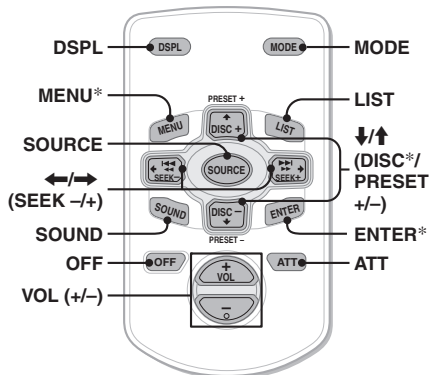 DSPL
MENU*
SOURCE
←/→
(SEEK –/+)
SOUND
OFF
VOL (+/–)
DSPL
MODE
PRESET +
MENU
DISC +
LIST
SEEK–
SOURCE
SEEK+
SOUND
DISC –
ENTER
PRESET –
OFF
+
VOL
–
ATT
MODE
LIST
↓/↑
(DISC*/
PRESET
+/–)
ENTER*
ATT